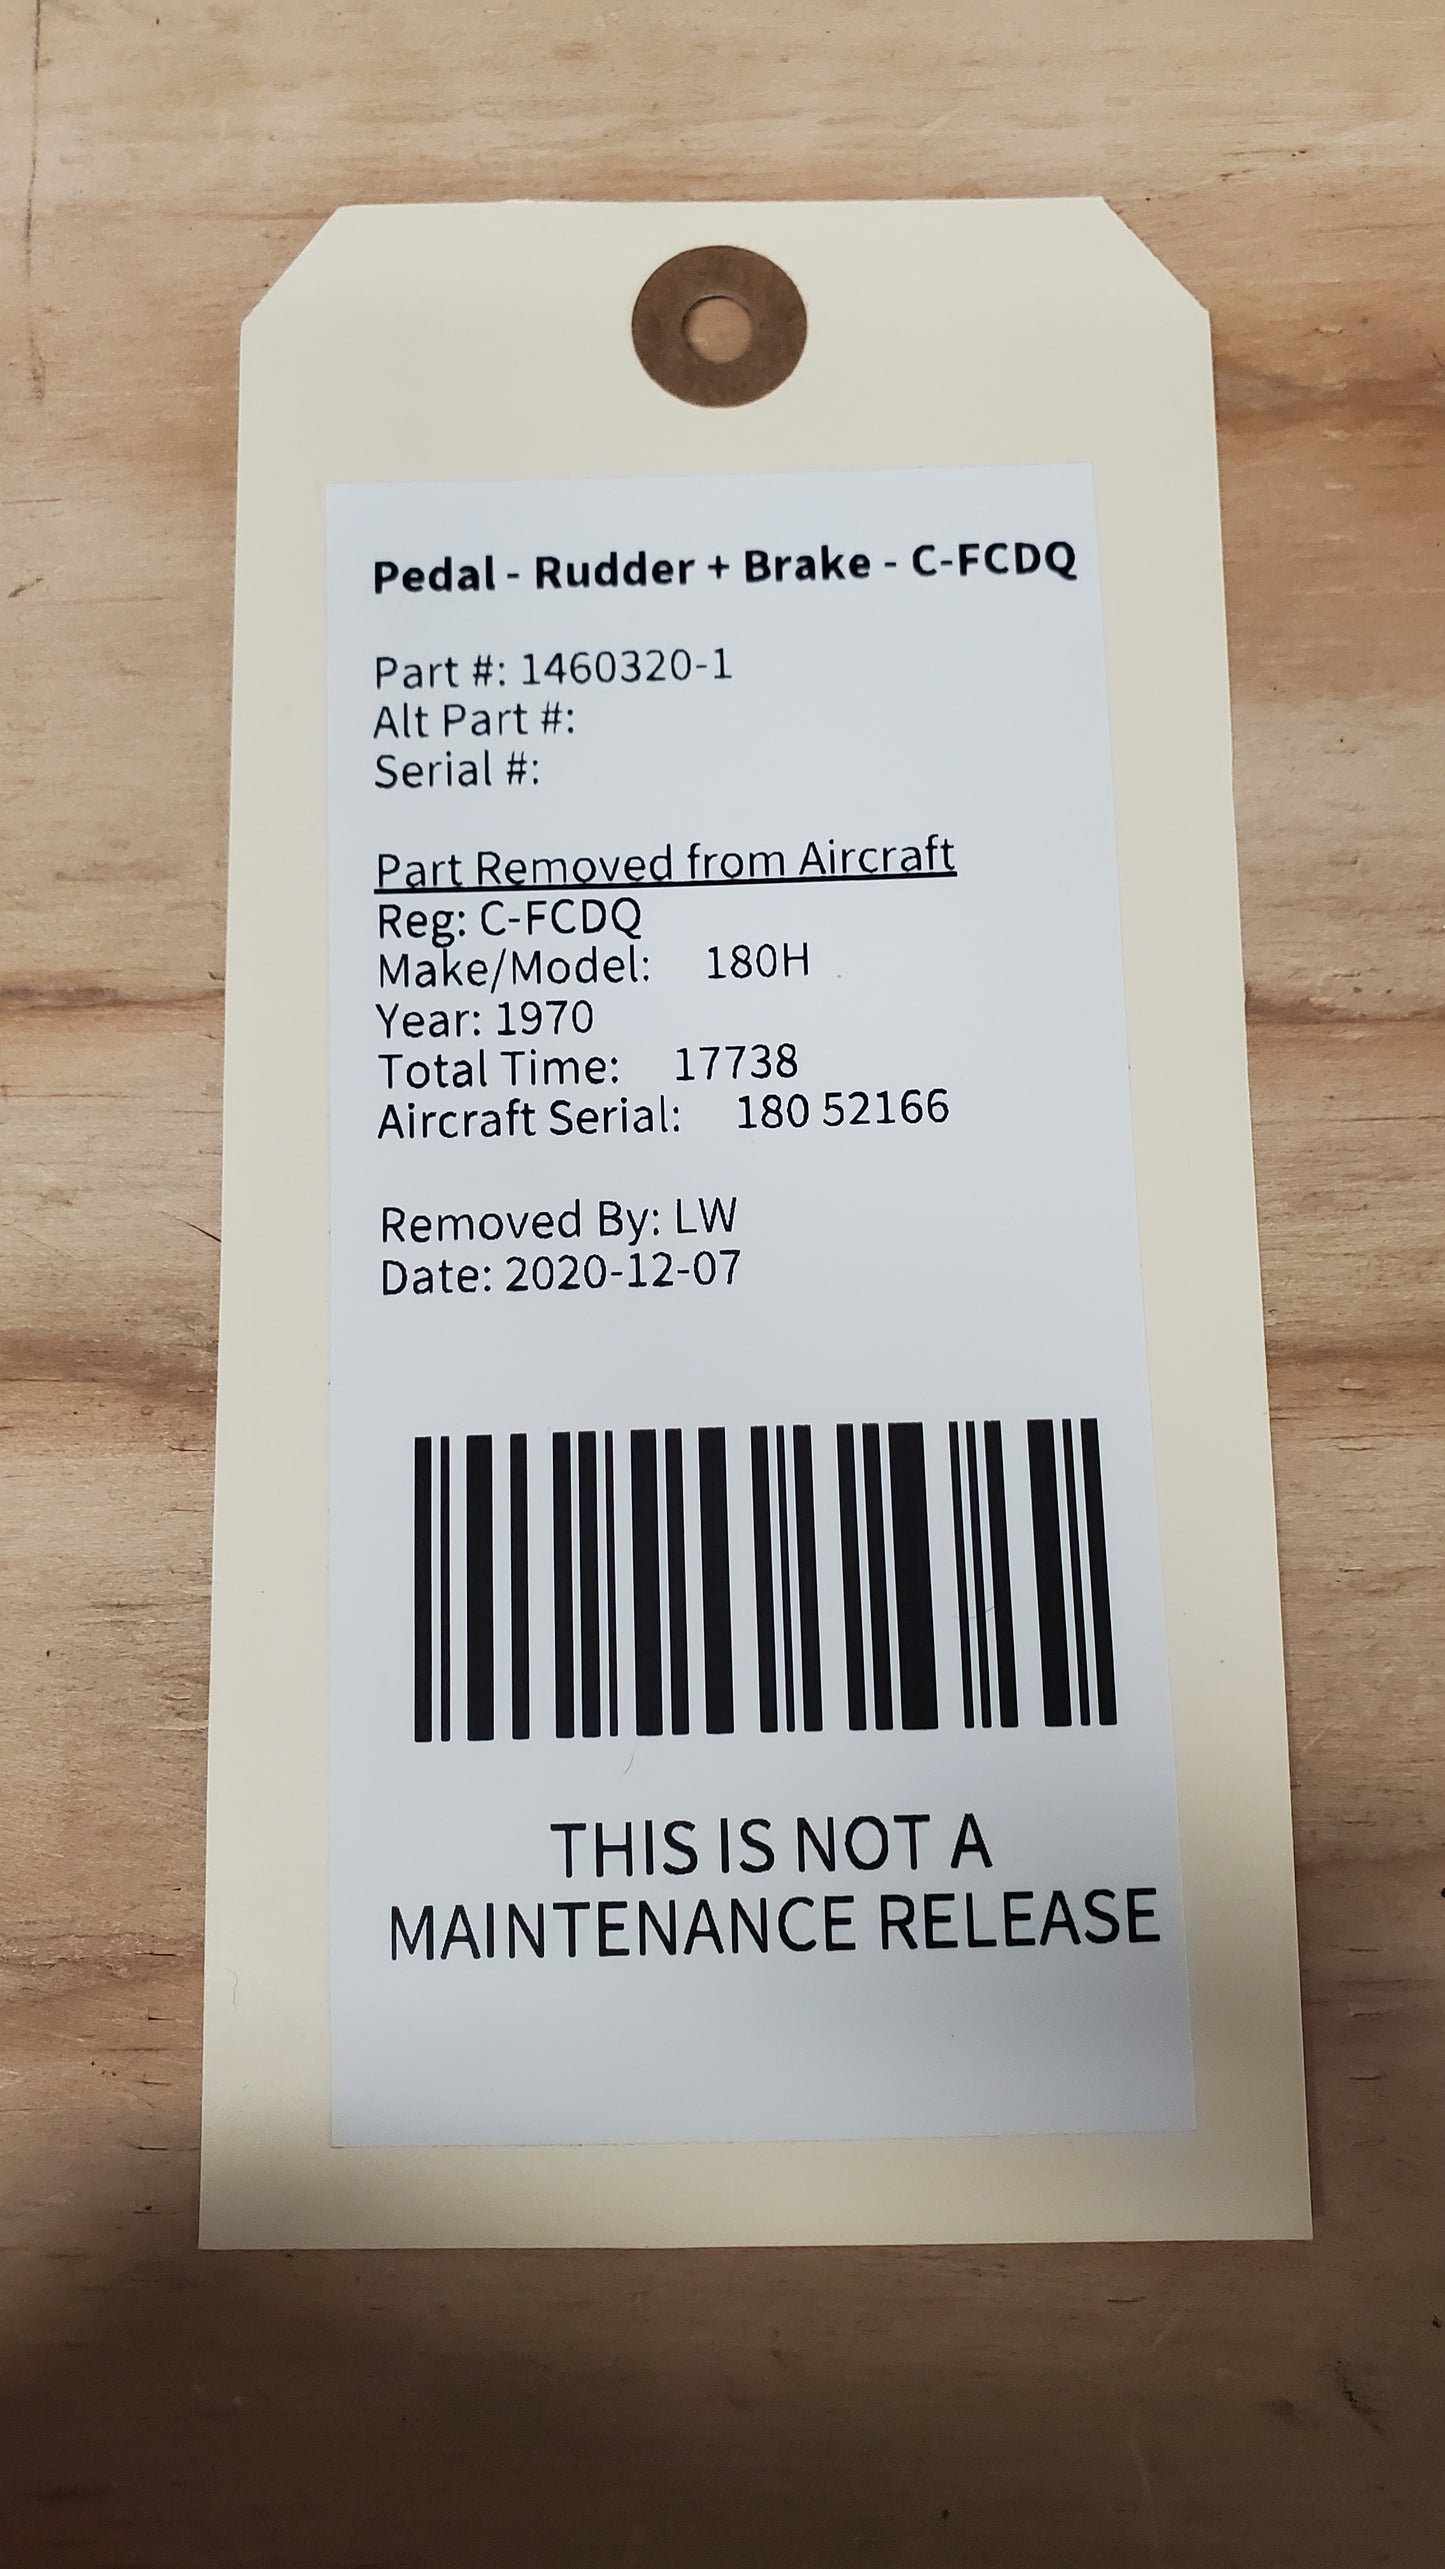 Pedal - Rudder + Brake - C-FCDQ
Part #: 1460320-1
Alt Part #:
Serial #:
Part Removed from Aircraft
Reg: C-FCDQ
Make/Model: 180H
Year: 1970
Total Time: 17738
Aircraft Serial: 180 52166
Removed By: LW
Date: 2020-12-07
THIS IS NOT A
MAINTENANCE RELEASE